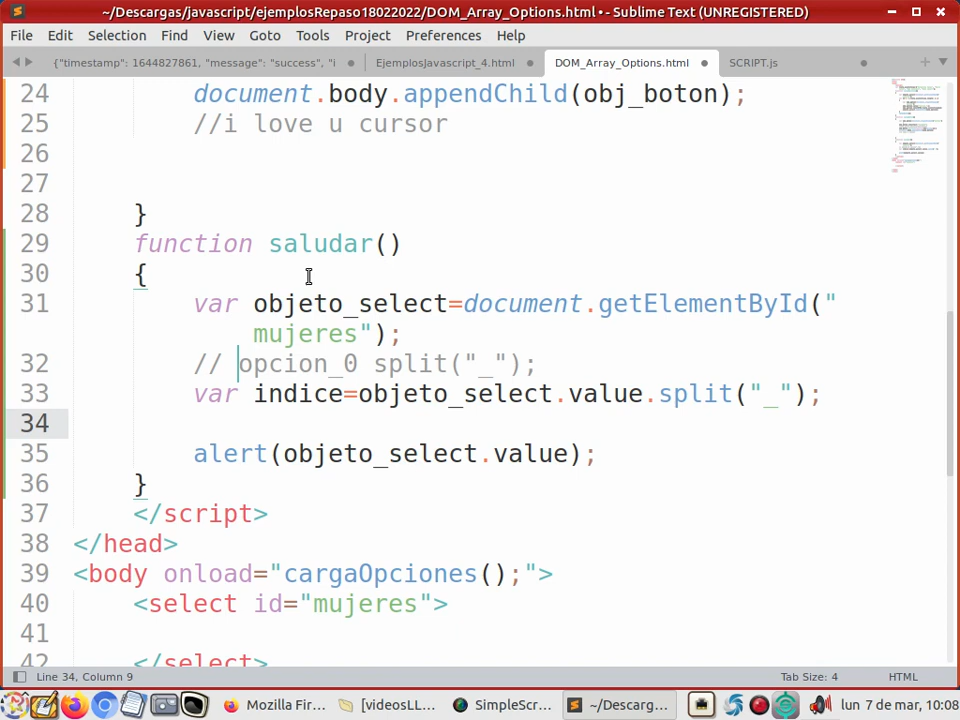 ~/Descargas/javascript/ejemplosRepaso18022022/DOM_Array_Options.html • - Sublime Text (UNREGISTERED)
File Edit Selection Find View Goto Tools Project Preferences Help
{"timestamp": 1644827861, "message": "success", "i EjemplosJavascript_4.html DOM_Array_Options.html SCRIPT.js
24 document.body.appendChild(obj_boton);
25 //i love u cursor
26
27
28 }
29 function saludar()
30 {
31 var objeto_select=document.getElementById("
mujeres");
32 // opcion_0 split("_");
33 var indice=objeto_select.value.split("_");
34
35 alert(objeto_select.value);
36 }
37 </script>
38 </head>
39 <body onload="cargaOpciones();">
40 <select id="mujeres">
41
42 </select>
Line 34, Column 9 Tab Size: 4 HTML
Mozilla Fir... [videosLL... SimpleScr... ~/Descarg... lun 7 de mar, 10:08